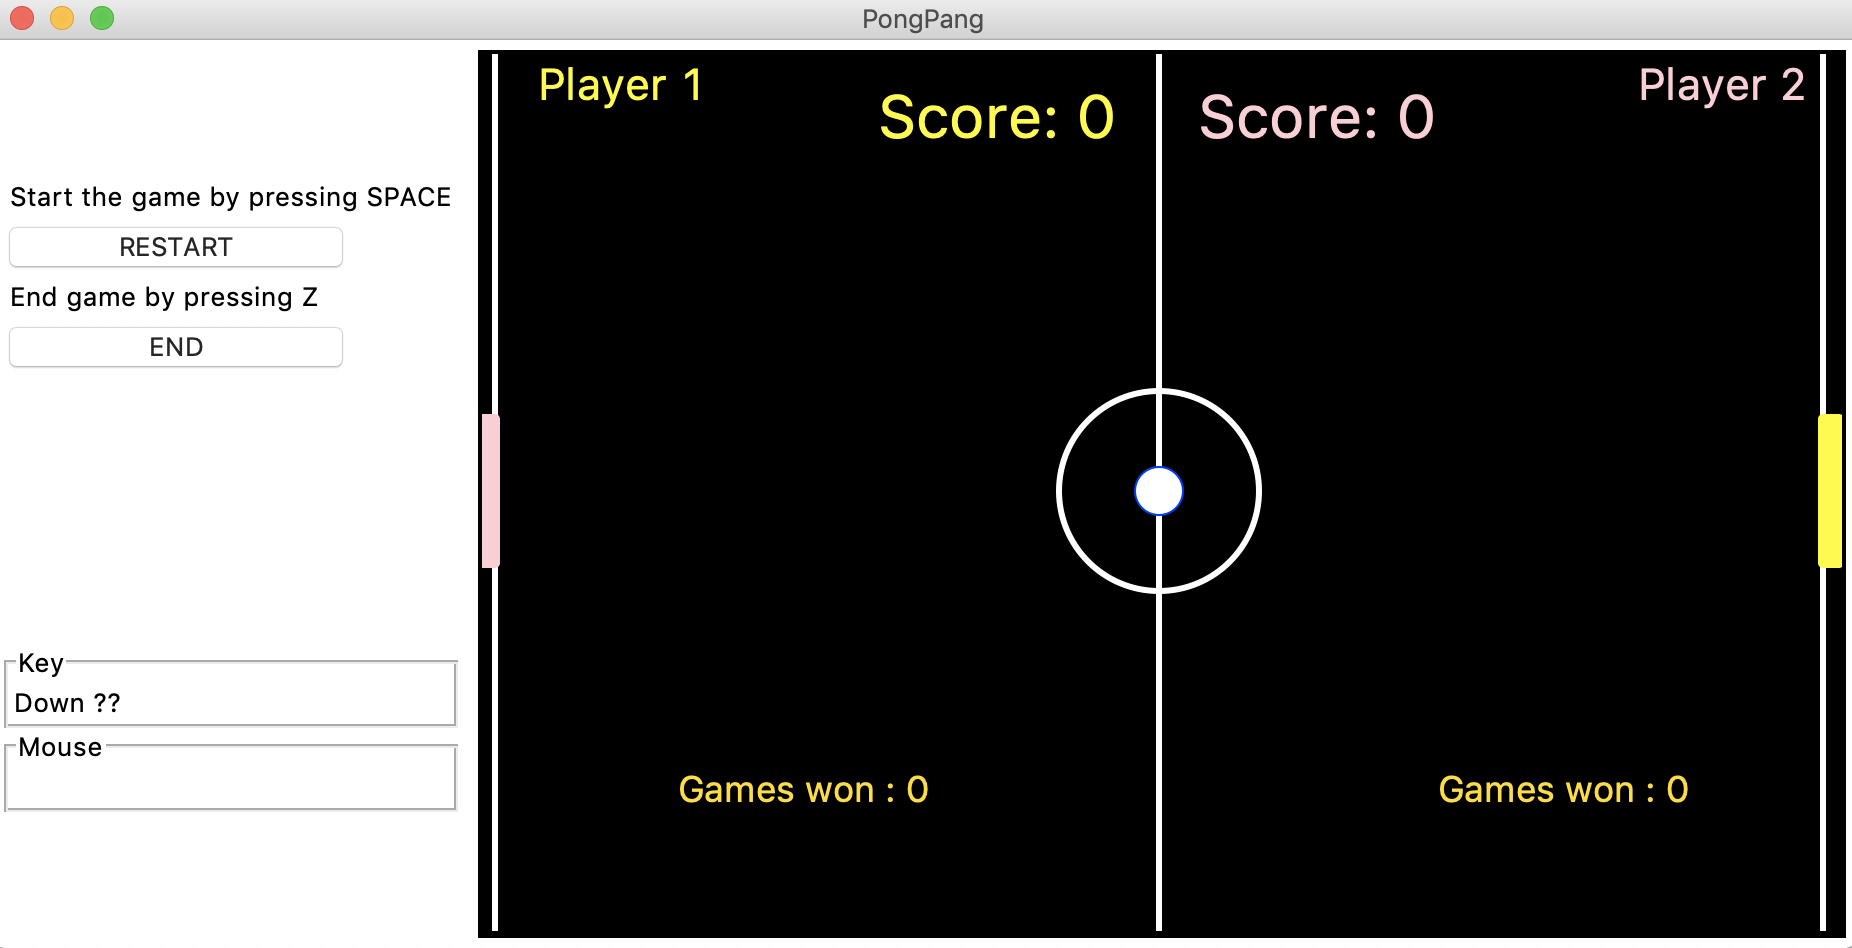 PongPang
Start the game by pressing SPACE
RESTART
End game by pressing Z
END
Key
Down ??
Mouse
Player 1
Score: 0
Score: 0
Player 2
Games won : 0
Games won : 0